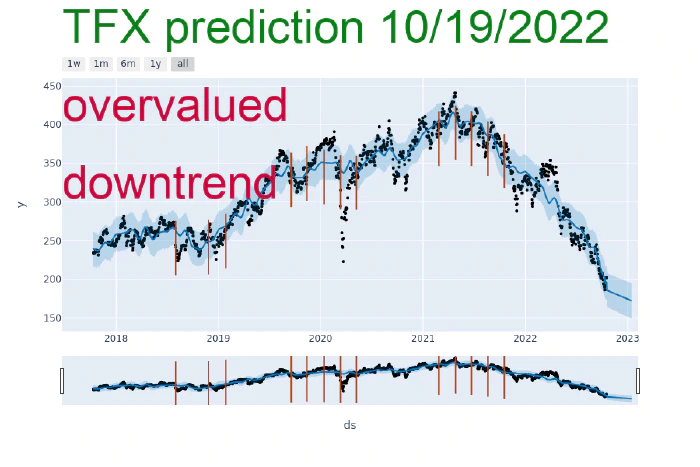 TFX prediction 10/19/2022
1w 1m 6m 1y all
overvalued
downtrend
450
400
350
300
250
200
150
y
2018 2019 2020 2021 2022 2023
ds